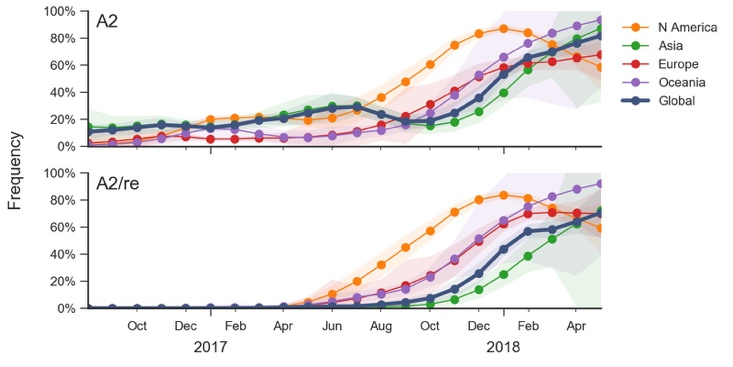 100%
A2
80%
60%
40%
20%
0%
N America
Asia
Europe
Oceania
Global
Frequency
100%
A2/re
80%
60%
40%
20%
0%
Oct Dec Feb Apr Jun Aug Oct Dec Feb Apr
2017 2018